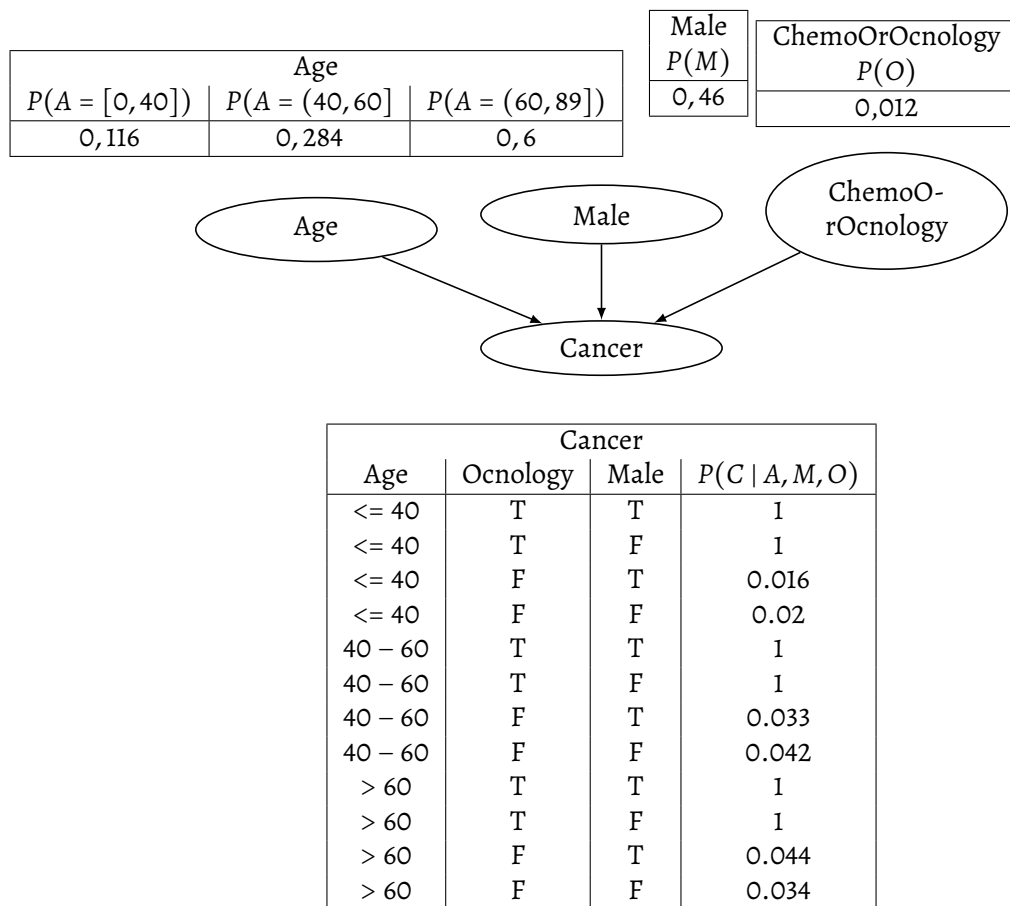 Male
P(M)
0,46
ChemoOrOcnology
P(O)
0,012
Age
P(A = [0,40]) P(A = (40,60] P(A = (60,89])
0,116 0,284 0,6
Age
Male
ChemoO-
rOcnology
Cancer
Cancer
Age Ocnology Male P(C | A, M, O)
<= 40 T T 1
<= 40 T F 1
<= 40 F T 0.016
<= 40 F F 0.02
40 – 60 T T 1
40 – 60 T F 1
40 – 60 F T 0.033
40 – 60 F F 0.042
> 60 T T 1
> 60 T F 1
> 60 F T 0.044
> 60 F F 0.034